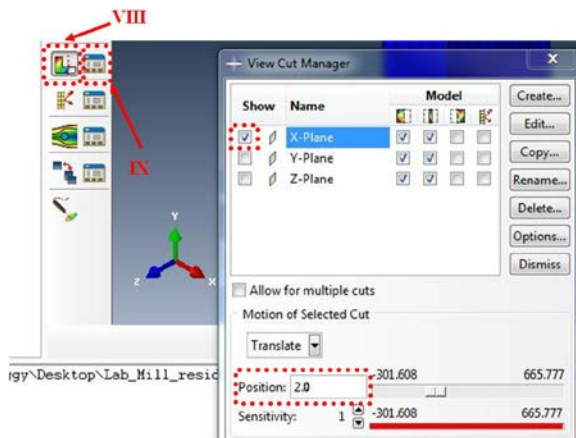 VIII
View Cut Manager
X
Show Name Model
X-Plane
Y-Plane
Z-Plane
Create...
Edit...
Copy...
Rename...
Delete...
Options...
Dismiss
IX
Y
Z X
Allow for multiple cuts
Motion of Selected Cut
Translate
gy\Desktop\Lab_Mill_resid
Position: 2.0 -301.608 665.777
Sensitivity: 1 -301.608 665.777